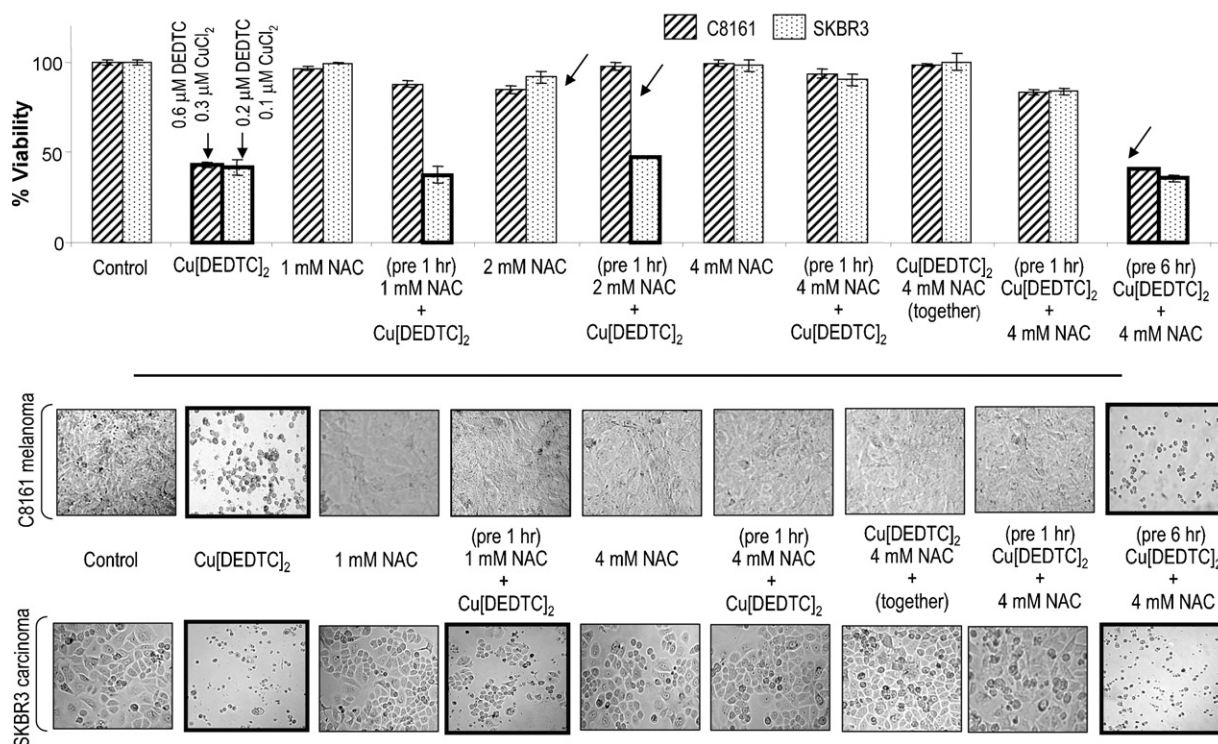 C8161 SKBR3
% Viability
100
50
0
0.6 µM DEDTC
0.3 µM CuCl₂
0.2 µM DEDTC
0.1 µM CuCl₂
Control
Cu[DEDTC]₂
1 mM NAC
(pre 1 hr)
1 mM NAC
+
Cu[DEDTC]₂
2 mM NAC
(pre 1 hr)
2 mM NAC
+
Cu[DEDTC]₂
4 mM NAC
(pre 1 hr)
4 mM NAC
+
Cu[DEDTC]₂
Cu[DEDTC]₂
4 mM NAC
(together)
(pre 1 hr)
Cu[DEDTC]₂
+
4 mM NAC
(pre 6 hr)
Cu[DEDTC]₂
+
4 mM NAC
C8161 melanoma
Control
Cu[DEDTC]₂
1 mM NAC
(pre 1 hr)
1 mM NAC
+
Cu[DEDTC]₂
4 mM NAC
(pre 1 hr)
4 mM NAC
+
Cu[DEDTC]₂
Cu[DEDTC]₂
4 mM NAC
+
(together)
(pre 1 hr)
Cu[DEDTC]₂
+
4 mM NAC
(pre 6 hr)
Cu[DEDTC]₂
+
4 mM NAC
SKBR3 carcinoma